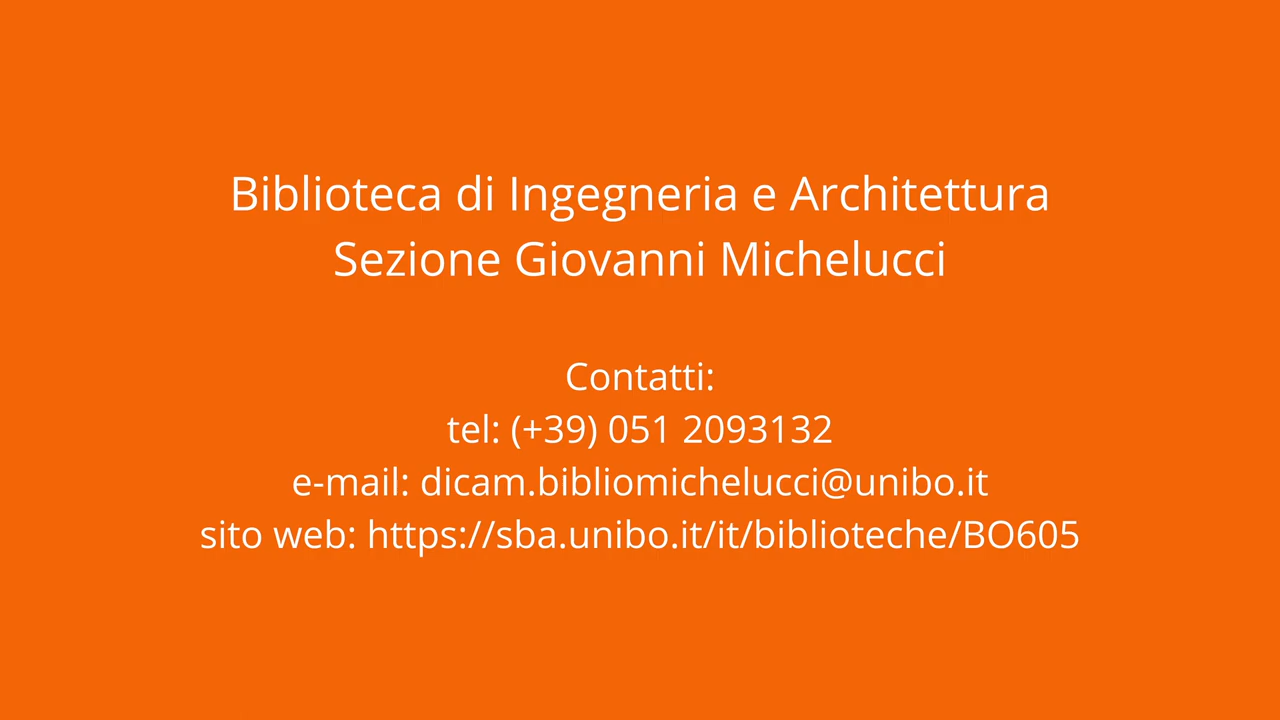 Biblioteca di Ingegneria e Architettura
Sezione Giovanni Michelucci
Contatti:
tel: (+39) 051 2093132
e-mail: dicam.bibliomichelucci@unibo.it
sito web: https://sba.unibo.it/it/biblioteche/BO605